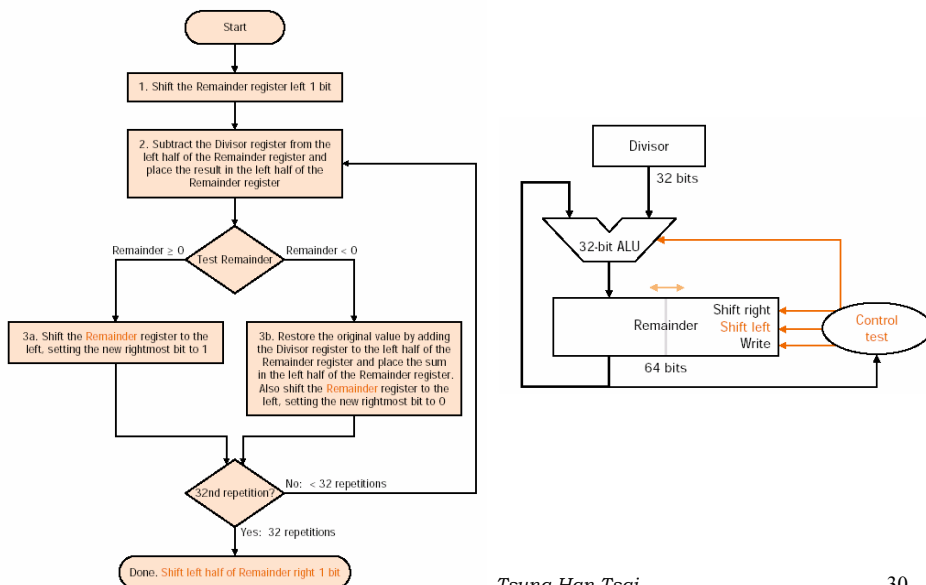 Start
1. Shift the Remainder register left 1 bit
2. Subtract the Divisor register from the
left half of the Remainder register and
place the result in the left half of the
Remainder register
Remainder ≥ 0
Remainder < 0
Test Remainder
3a. Shift the Remainder register to the
left, setting the new rightmost bit to 1
3b. Restore the original value by adding
the Divisor register to the left half of the
Remainder register and place the sum
in the left half of the Remainder register.
Also shift the Remainder register to the
left, setting the new rightmost bit to 0
32nd repetition?
No: < 32 repetitions
Yes: 32 repetitions
Done. Shift left half of Remainder right 1 bit
Divisor
32 bits
32-bit ALU
Remainder
Shift right
Shift left
Write
64 bits
Control
test
Tsung-Han Tsai
30